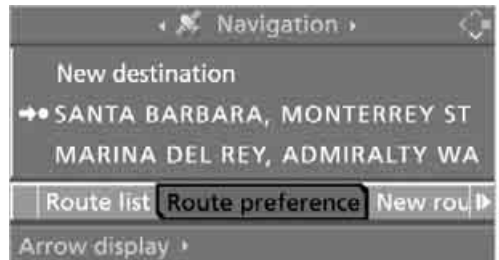 Navigation
New destination
SANTA BARBARA, MONTERREY ST
MARINA DEL REY, ADMIRALTY WA
Route list Route preference New rou
Arrow display